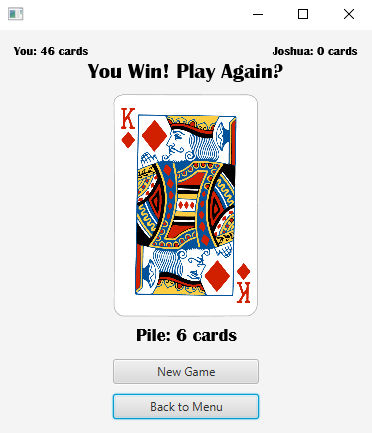 You: 46 cards
Joshua: 0 cards
You Win! Play Again?
K
K
Pile: 6 cards
New Game
Back to Menu